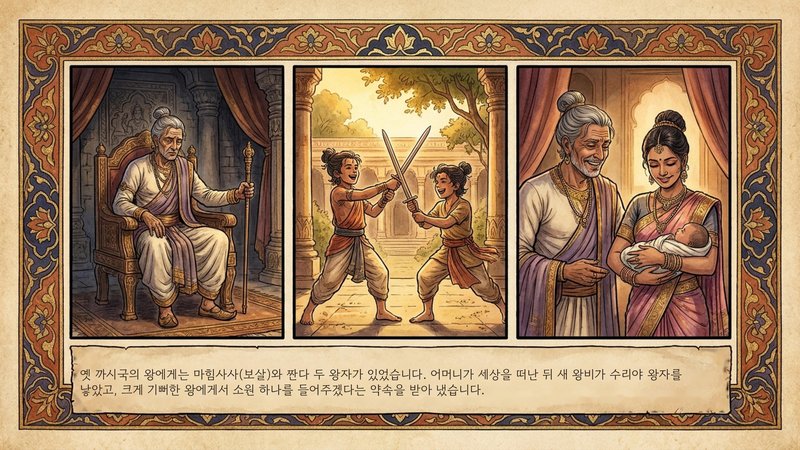 옛 까시국의 왕에게는 마힘사사(보살)와 짠다 두 왕자가 있었습니다. 어머니가 세상을 떠난 뒤 새 왕비가 수리야 왕자를
낳았고, 크게 기뻐한 왕에게서 소원 하나를 들어주겠다는 약속을 받아 냈습니다.